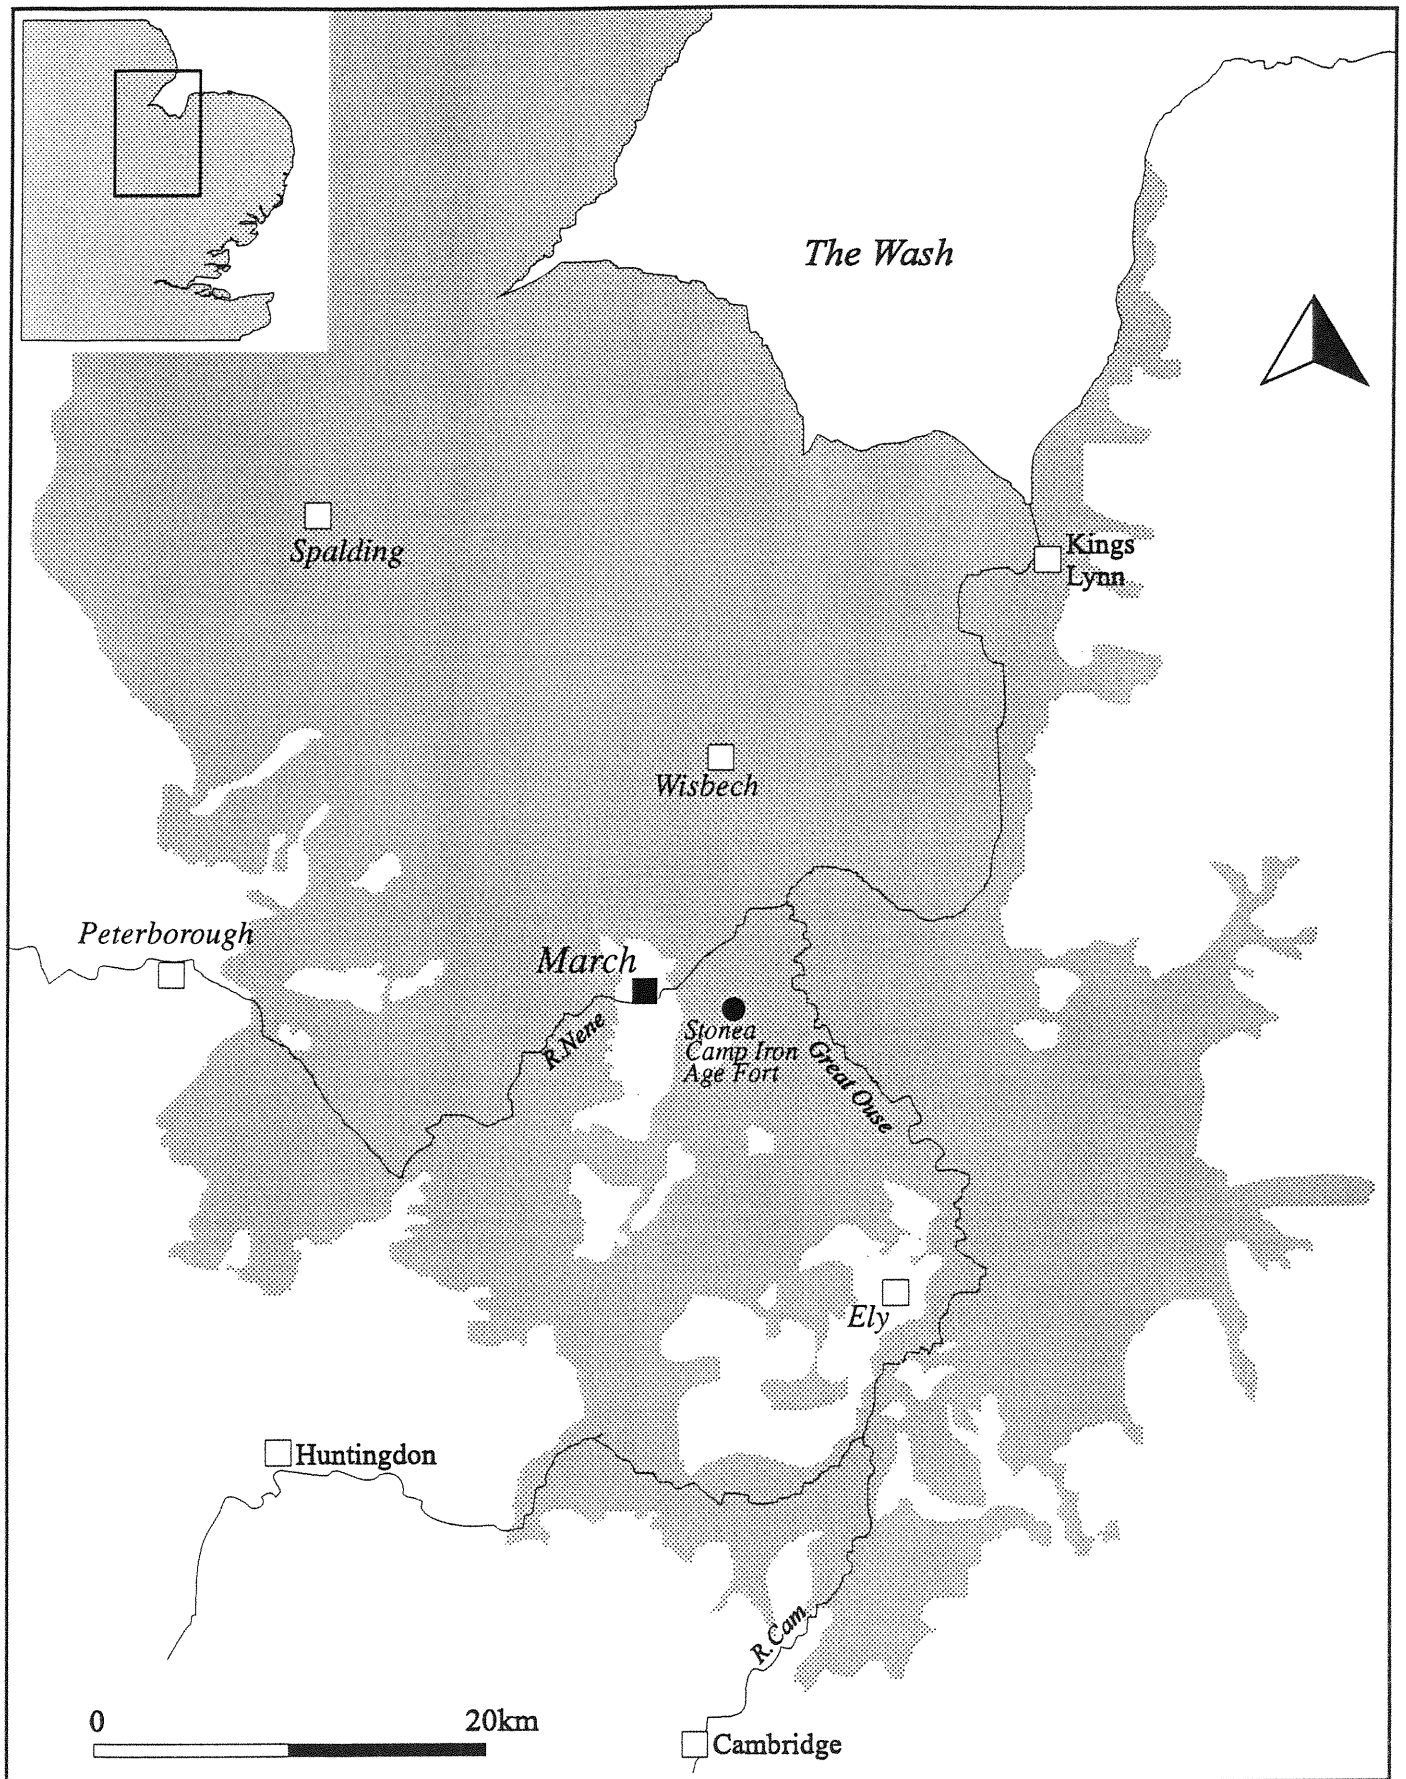 The Wash
Spalding
Kings
Lynn
Wisbech
Peterborough
March
R.Nene
Stonea
Camp Iron
Age Fort
Great Ouse
Ely
Huntingdon
R.Cam
0 20km
Cambridge